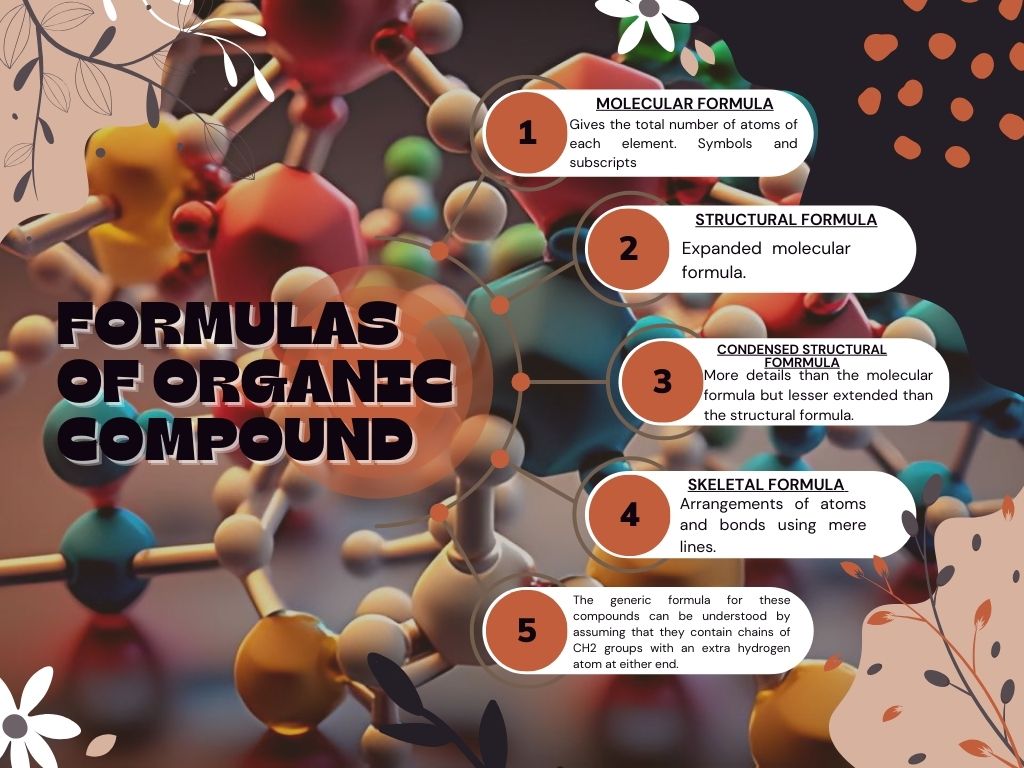 FORMULAS
OF ORGANIC
COMPOUND
1
MOLECULAR FORMULA
Gives the total number of atoms of
each element. Symbols and
subscripts
2
STRUCTURAL FORMULA
Expanded molecular
formula.
3
CONDENSED STRUCTURAL
FOMRMULA
More details than the molecular
formula but lesser extended than
the structural formula.
4
SKELETAL FORMULA
Arrangements of atoms
and bonds using mere
lines.
5
The generic formula for these
compounds can be understood by
assuming that they contain chains of
CH2 groups with an extra hydrogen
atom at either end.